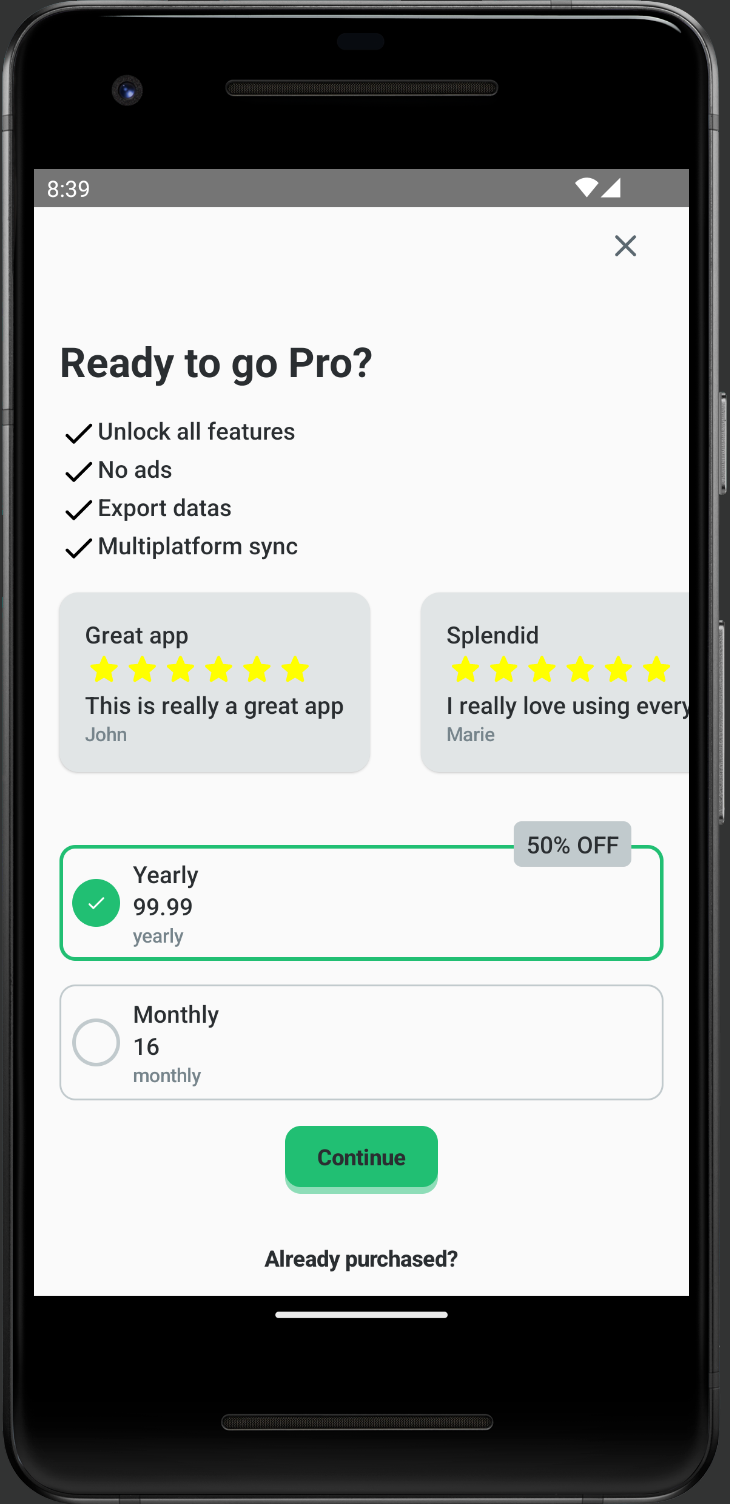 8:39
Ready to go Pro?
Unlock all features
No ads
Export datas
Multiplatform sync
Great app
This is really a great app
John
Splendid
I really love using every
Marie
50% OFF
Yearly
99.99
yearly
Monthly
16
monthly
Continue
Already purchased?